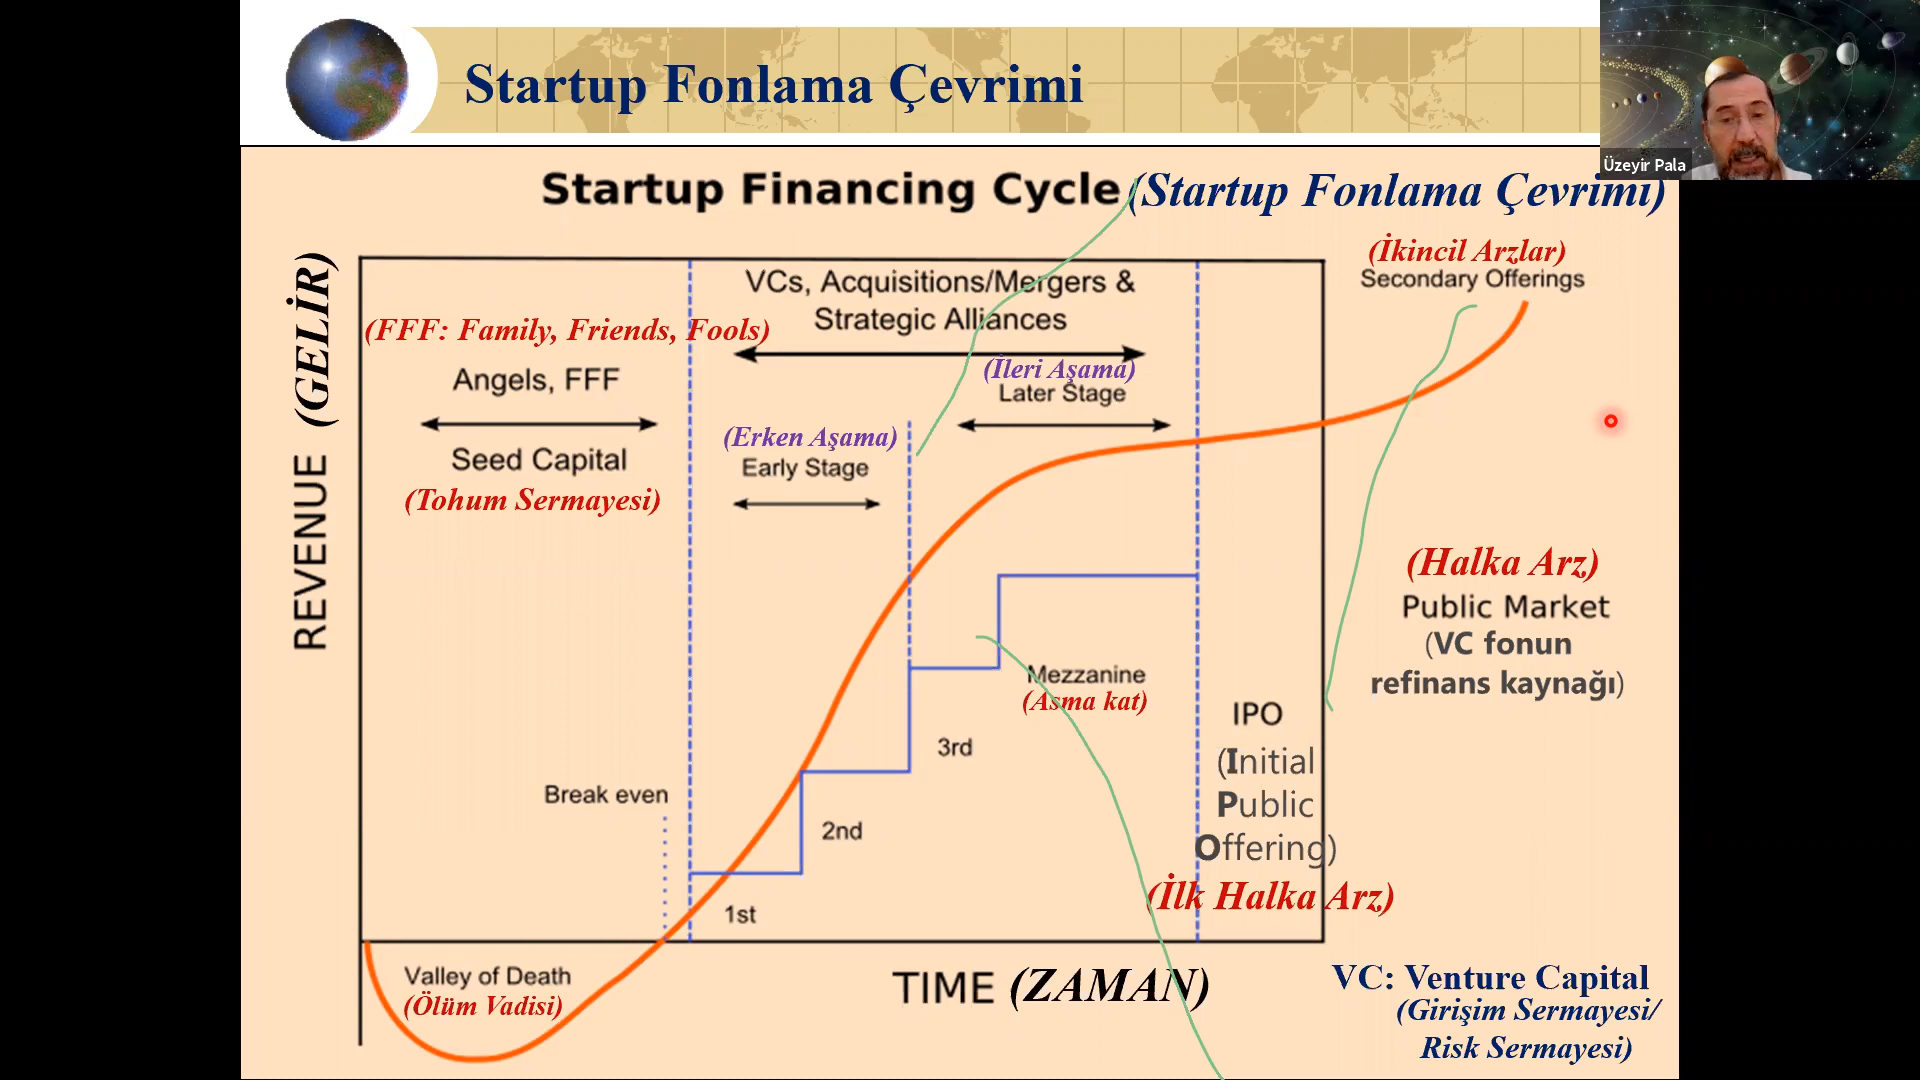 Startup Fonlama Çevrimi
Üzeyir Pala
Startup Financing Cycle (Startup Fonlama Çevrimi)
(İkincil Arzlar)
Secondary Offerings
REVENUE (GELİR)
(FFF: Family, Friends, Fools)
Angels, FFF
Seed Capital
(Tohum Sermayesi)
VCs, Acquisitions/Mergers &
Strategic Alliances
(İleri Aşama)
Later Stage
(Erken Aşama)
Early Stage
(Halka Arz)
Public Market
(VC fonun
refinans kaynağı)
Mezzanine
(Asma kat)
3rd
2nd
1st
Break even
IPO
(Initial
Public
Offering)
(İlk Halka Arz)
Valley of Death
(Ölüm Vadisi)
TIME (ZAMAN)
VC: Venture Capital
(Girişim Sermayesi/
Risk Sermayesi)